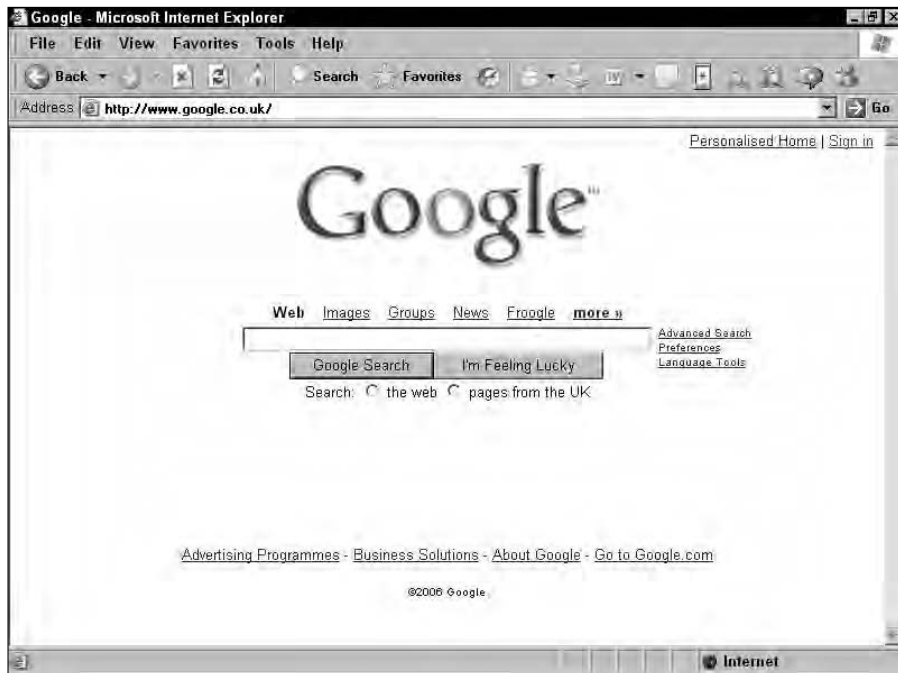 Google - Microsoft Internet Explorer
File Edit View Favorites Tools Help
Back Search Favorites
Address http://www.google.co.uk/ Go
Personalised Home | Sign in
Google™
Web Images Groups News Froogle more »
Advanced Search
Preferences
Language Tools
Google Search I'm Feeling Lucky
Search: the web pages from the UK
Advertising Programmes - Business Solutions - About Google - Go to Google.com
©2006 Google
Internet